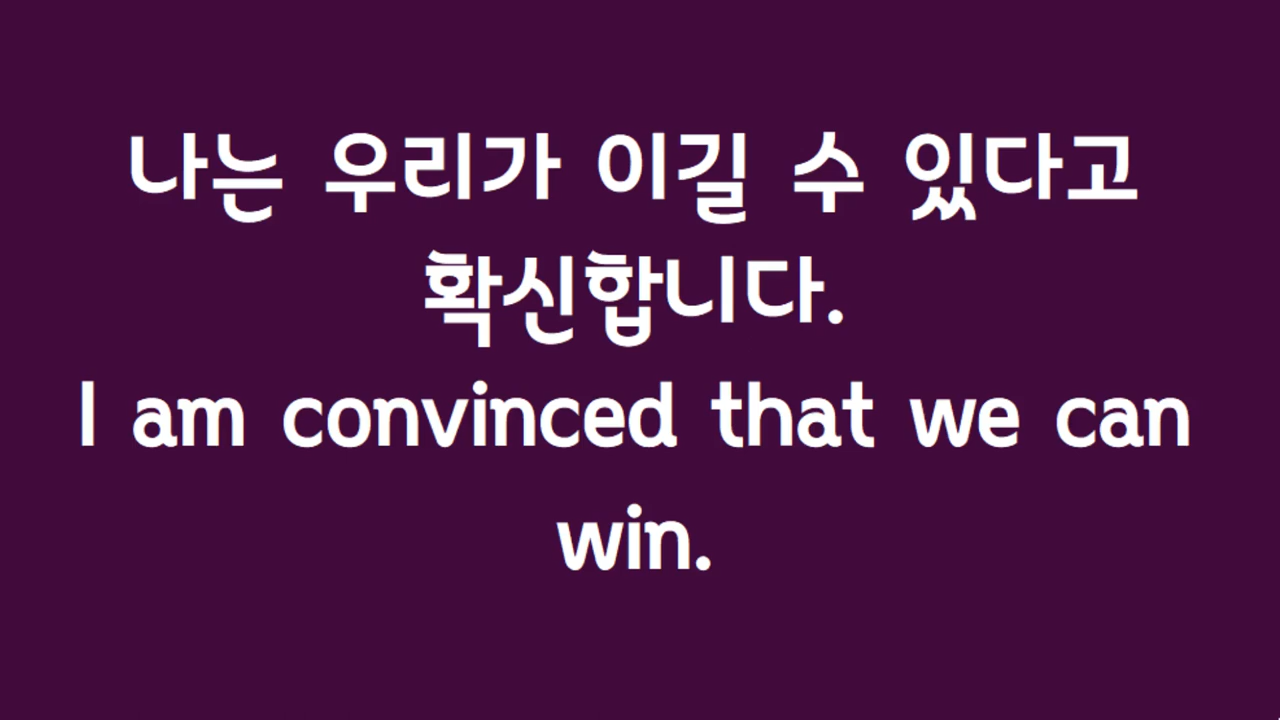 나는 우리가 이길 수 있다고
확신합니다.
I am convinced that we can
win.